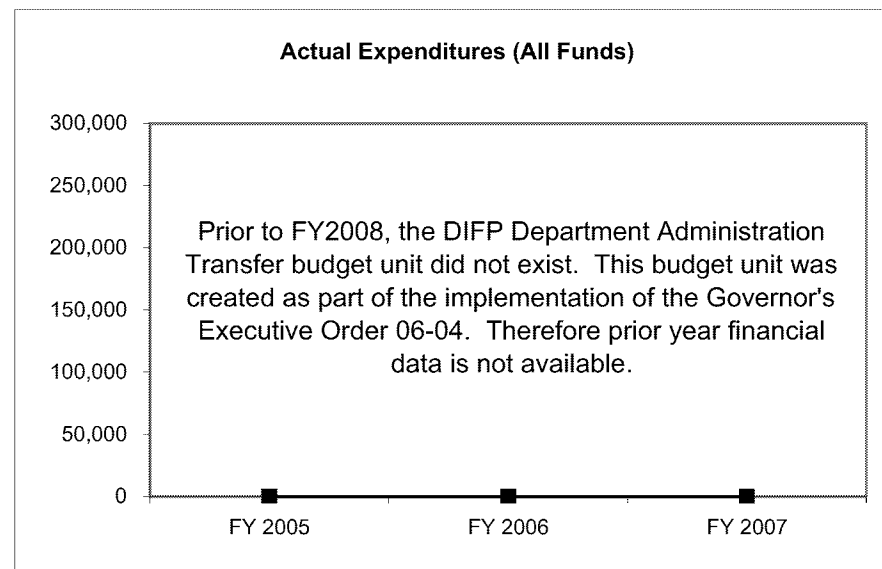 Actual Expenditures (All Funds)
300,000
250,000
200,000
150,000
100,000
50,000
0
Prior to FY2008, the DIFP Department Administration
Transfer budget unit did not exist.  This budget unit was
created as part of the implementation of the Governor's
Executive Order 06-04.  Therefore prior year financial
data is not available.
FY 2005
FY 2006
FY 2007